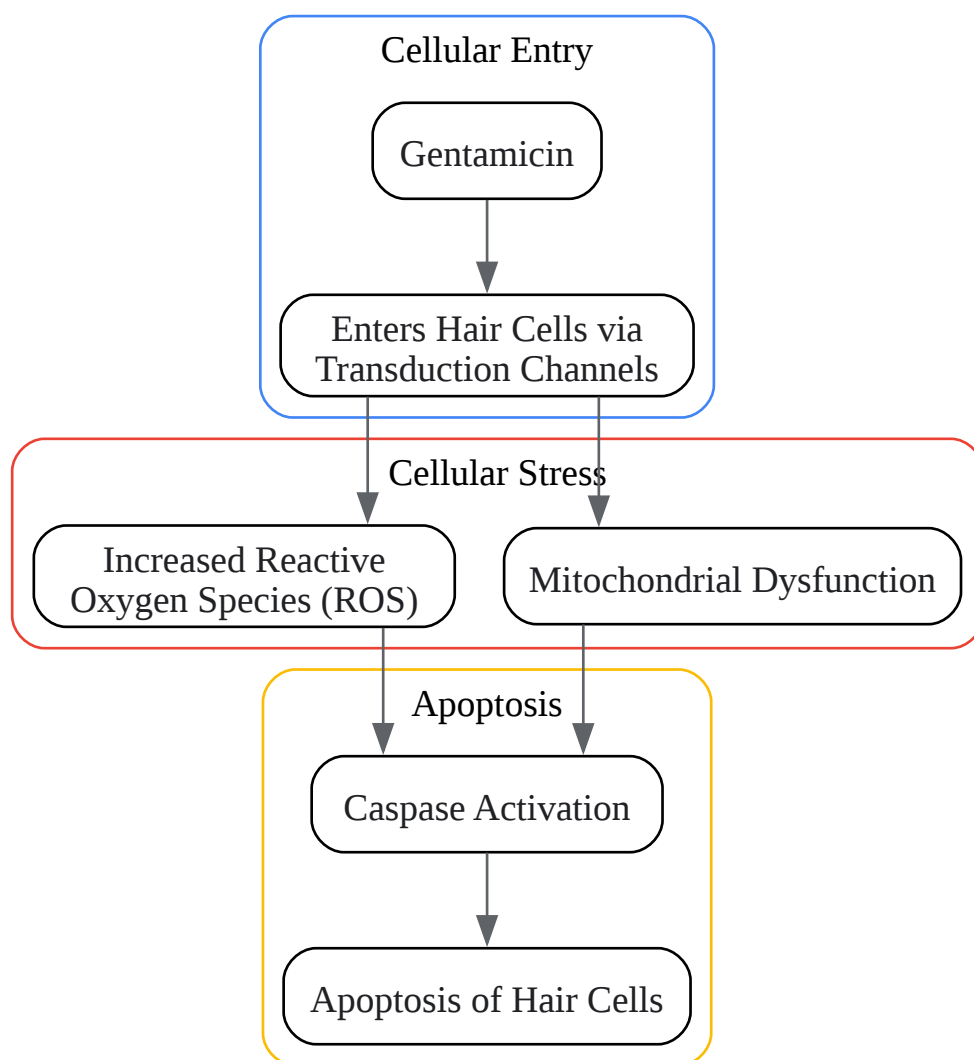 Cellular Entry
Gentamicin
Enters Hair Cells via
Transduction Channels
Cellular Stress
Increased Reactive
Oxygen Species (ROS)
Mitochondrial Dysfunction
Apoptosis
Caspase Activation
Apoptosis of Hair Cells